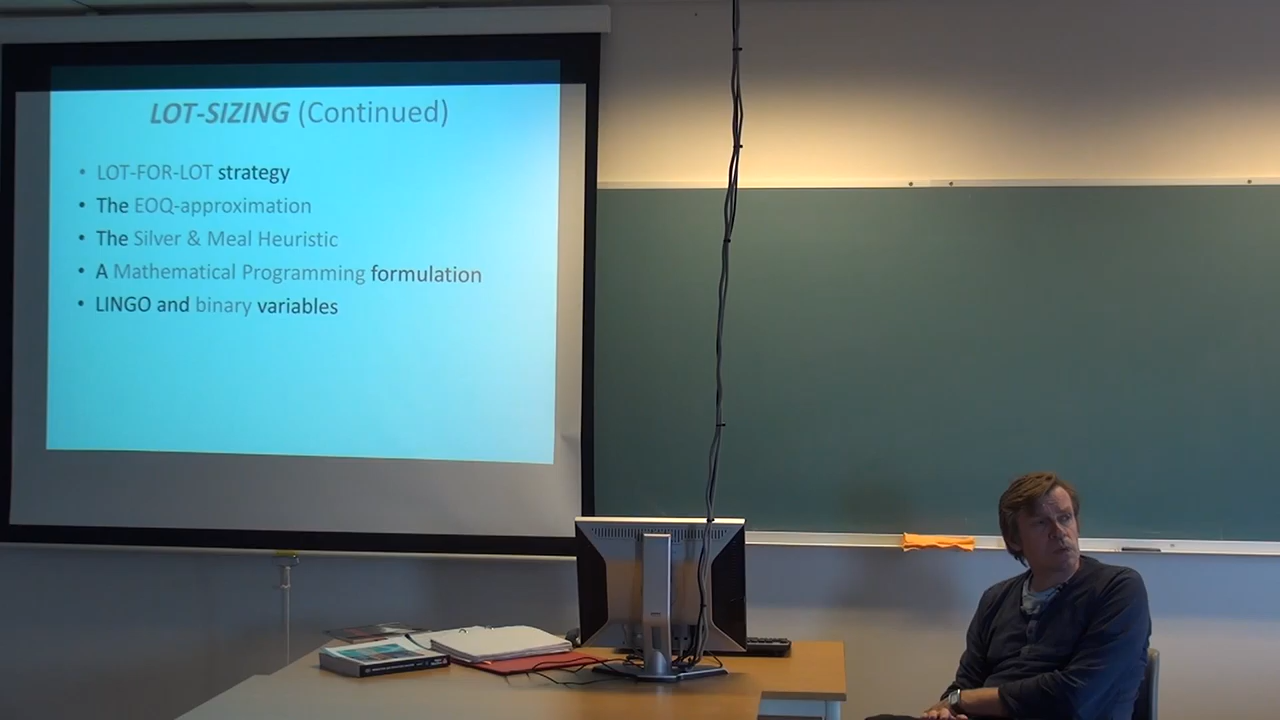 LOT-SIZING (Continued)
• LOT-FOR-LOT strategy
• The EOQ-approximation
• The Silver & Meal Heuristic
• A Mathematical Programming formulation
• LINGO and binary variables